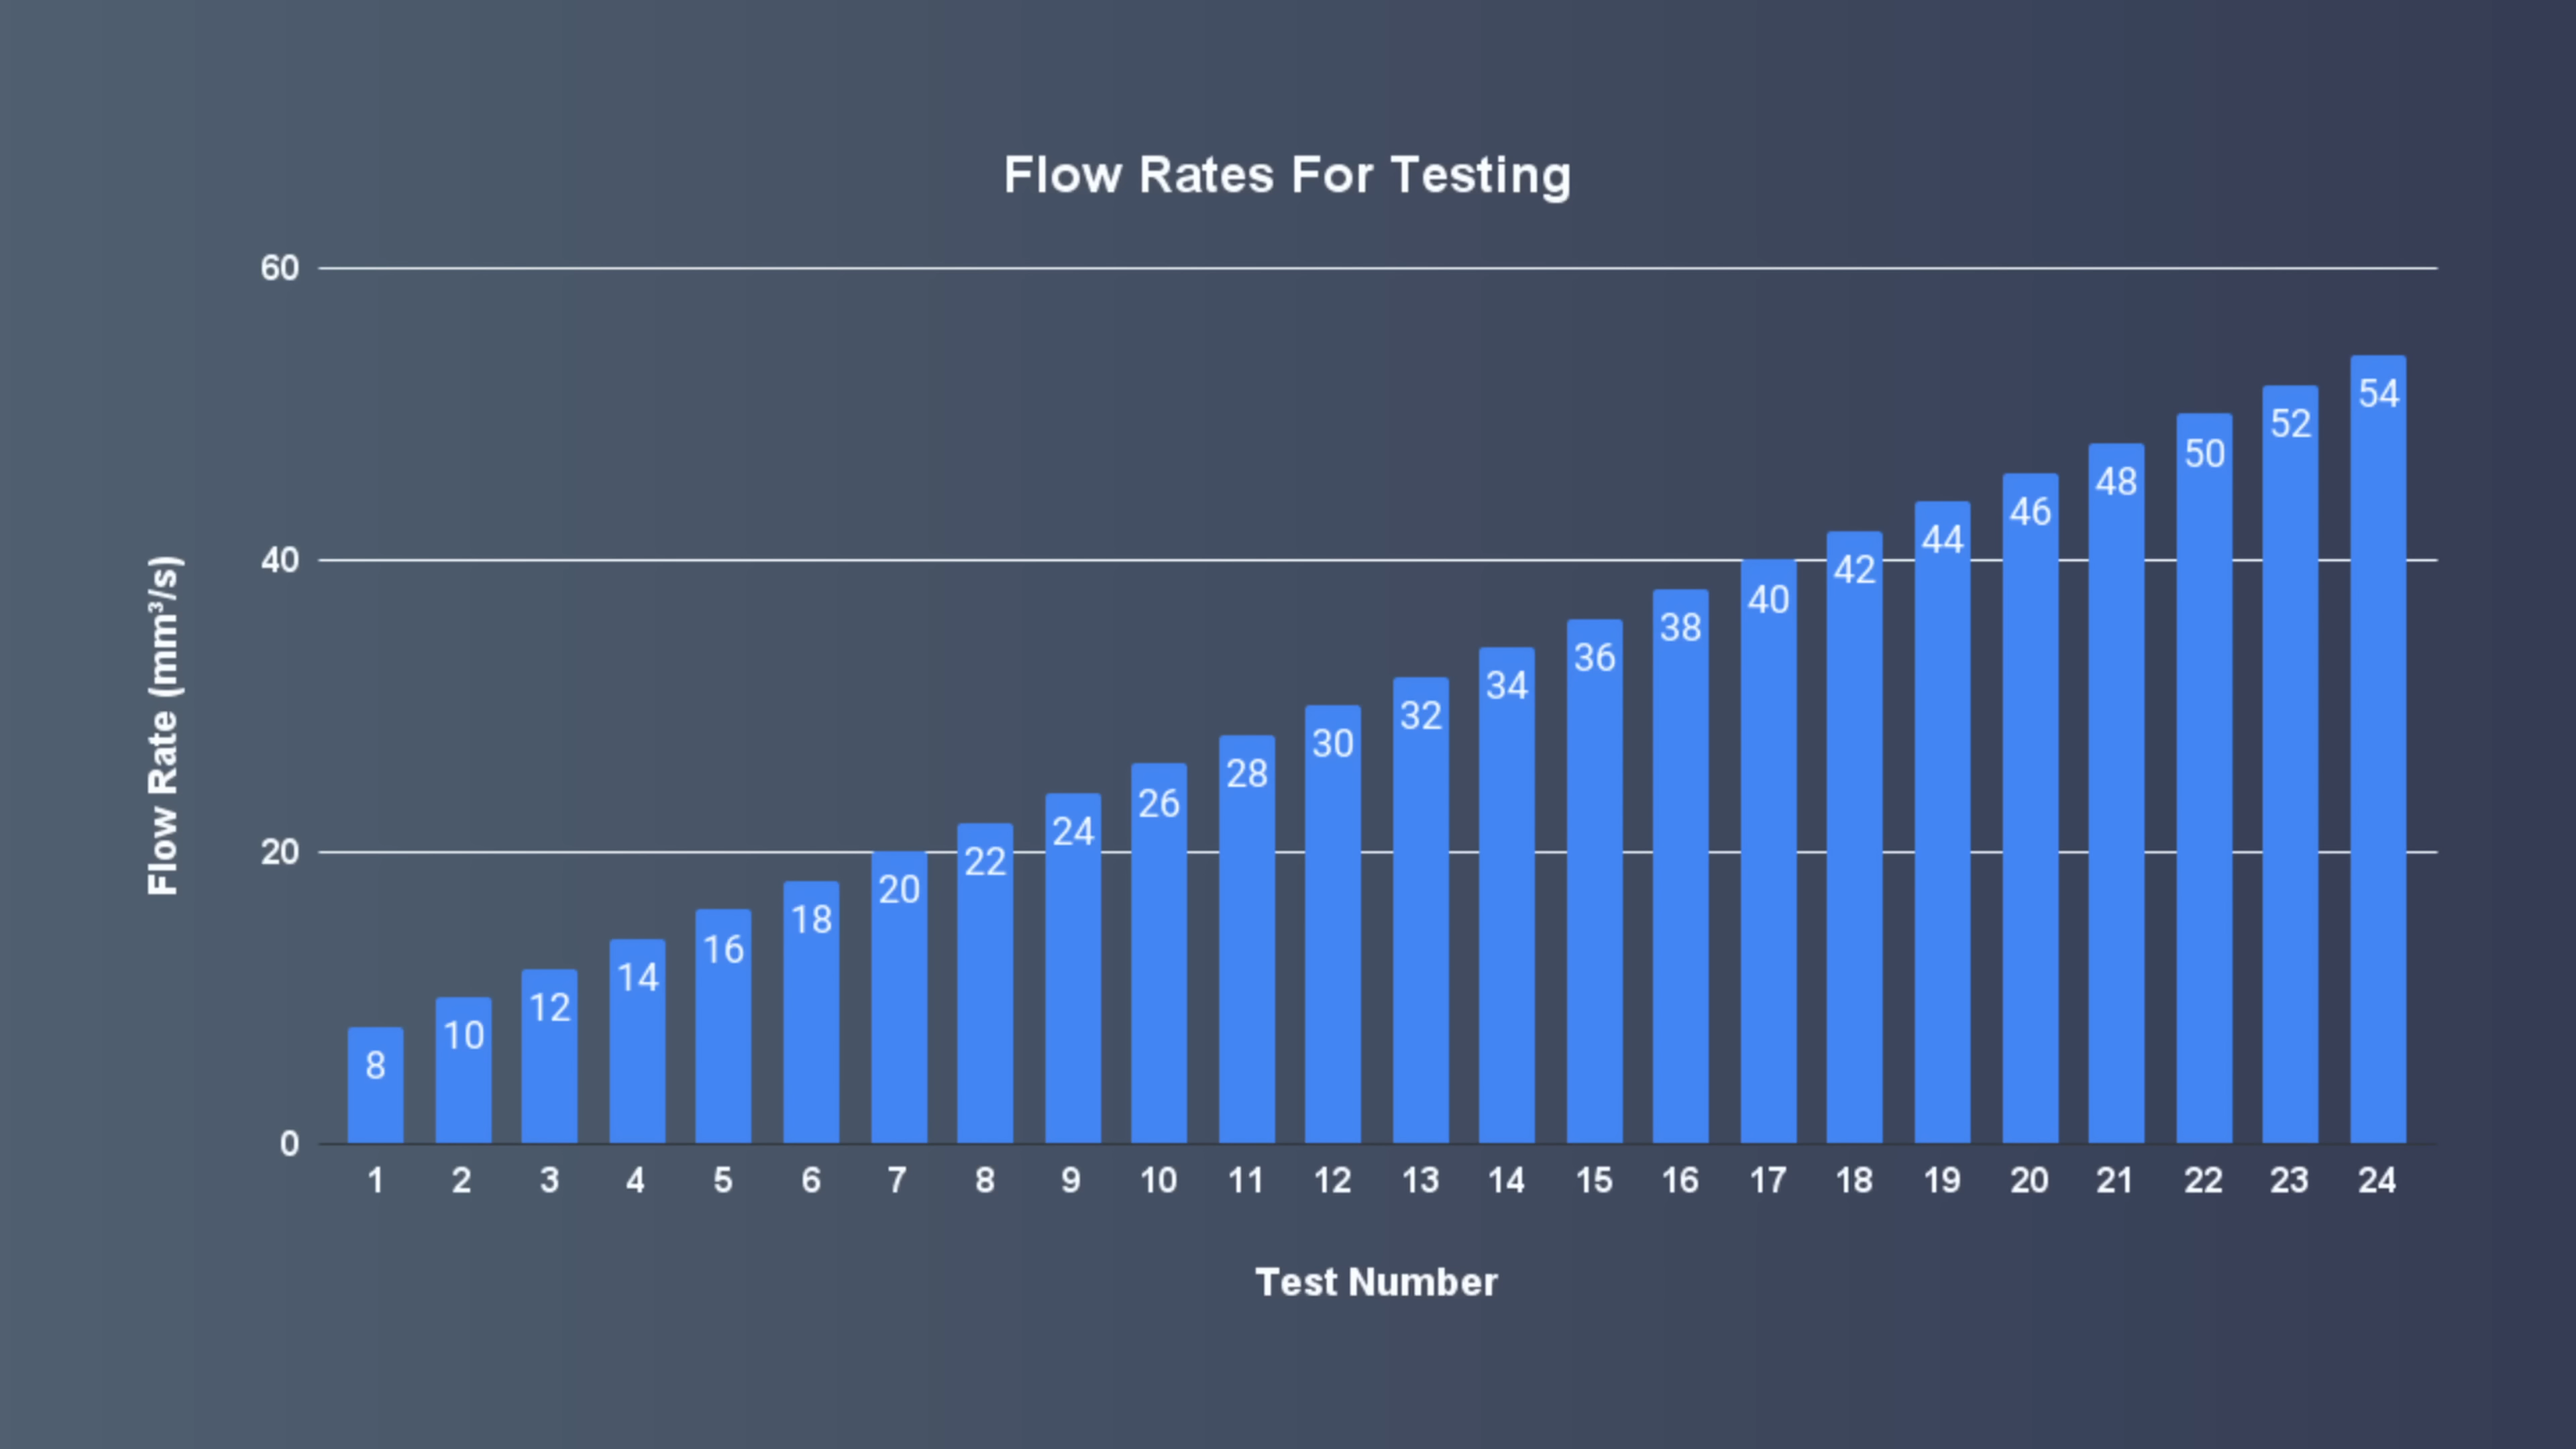 Flow Rates For Testing
60
40
20
0
Flow Rate (mm³/s)
8 10 12 14 16 18 20 22 24 26 28 30 32 34 36 38 40 42 44 46 48 50 52 54
1 2 3 4 5 6 7 8 9 10 11 12 13 14 15 16 17 18 19 20 21 22 23 24
Test Number